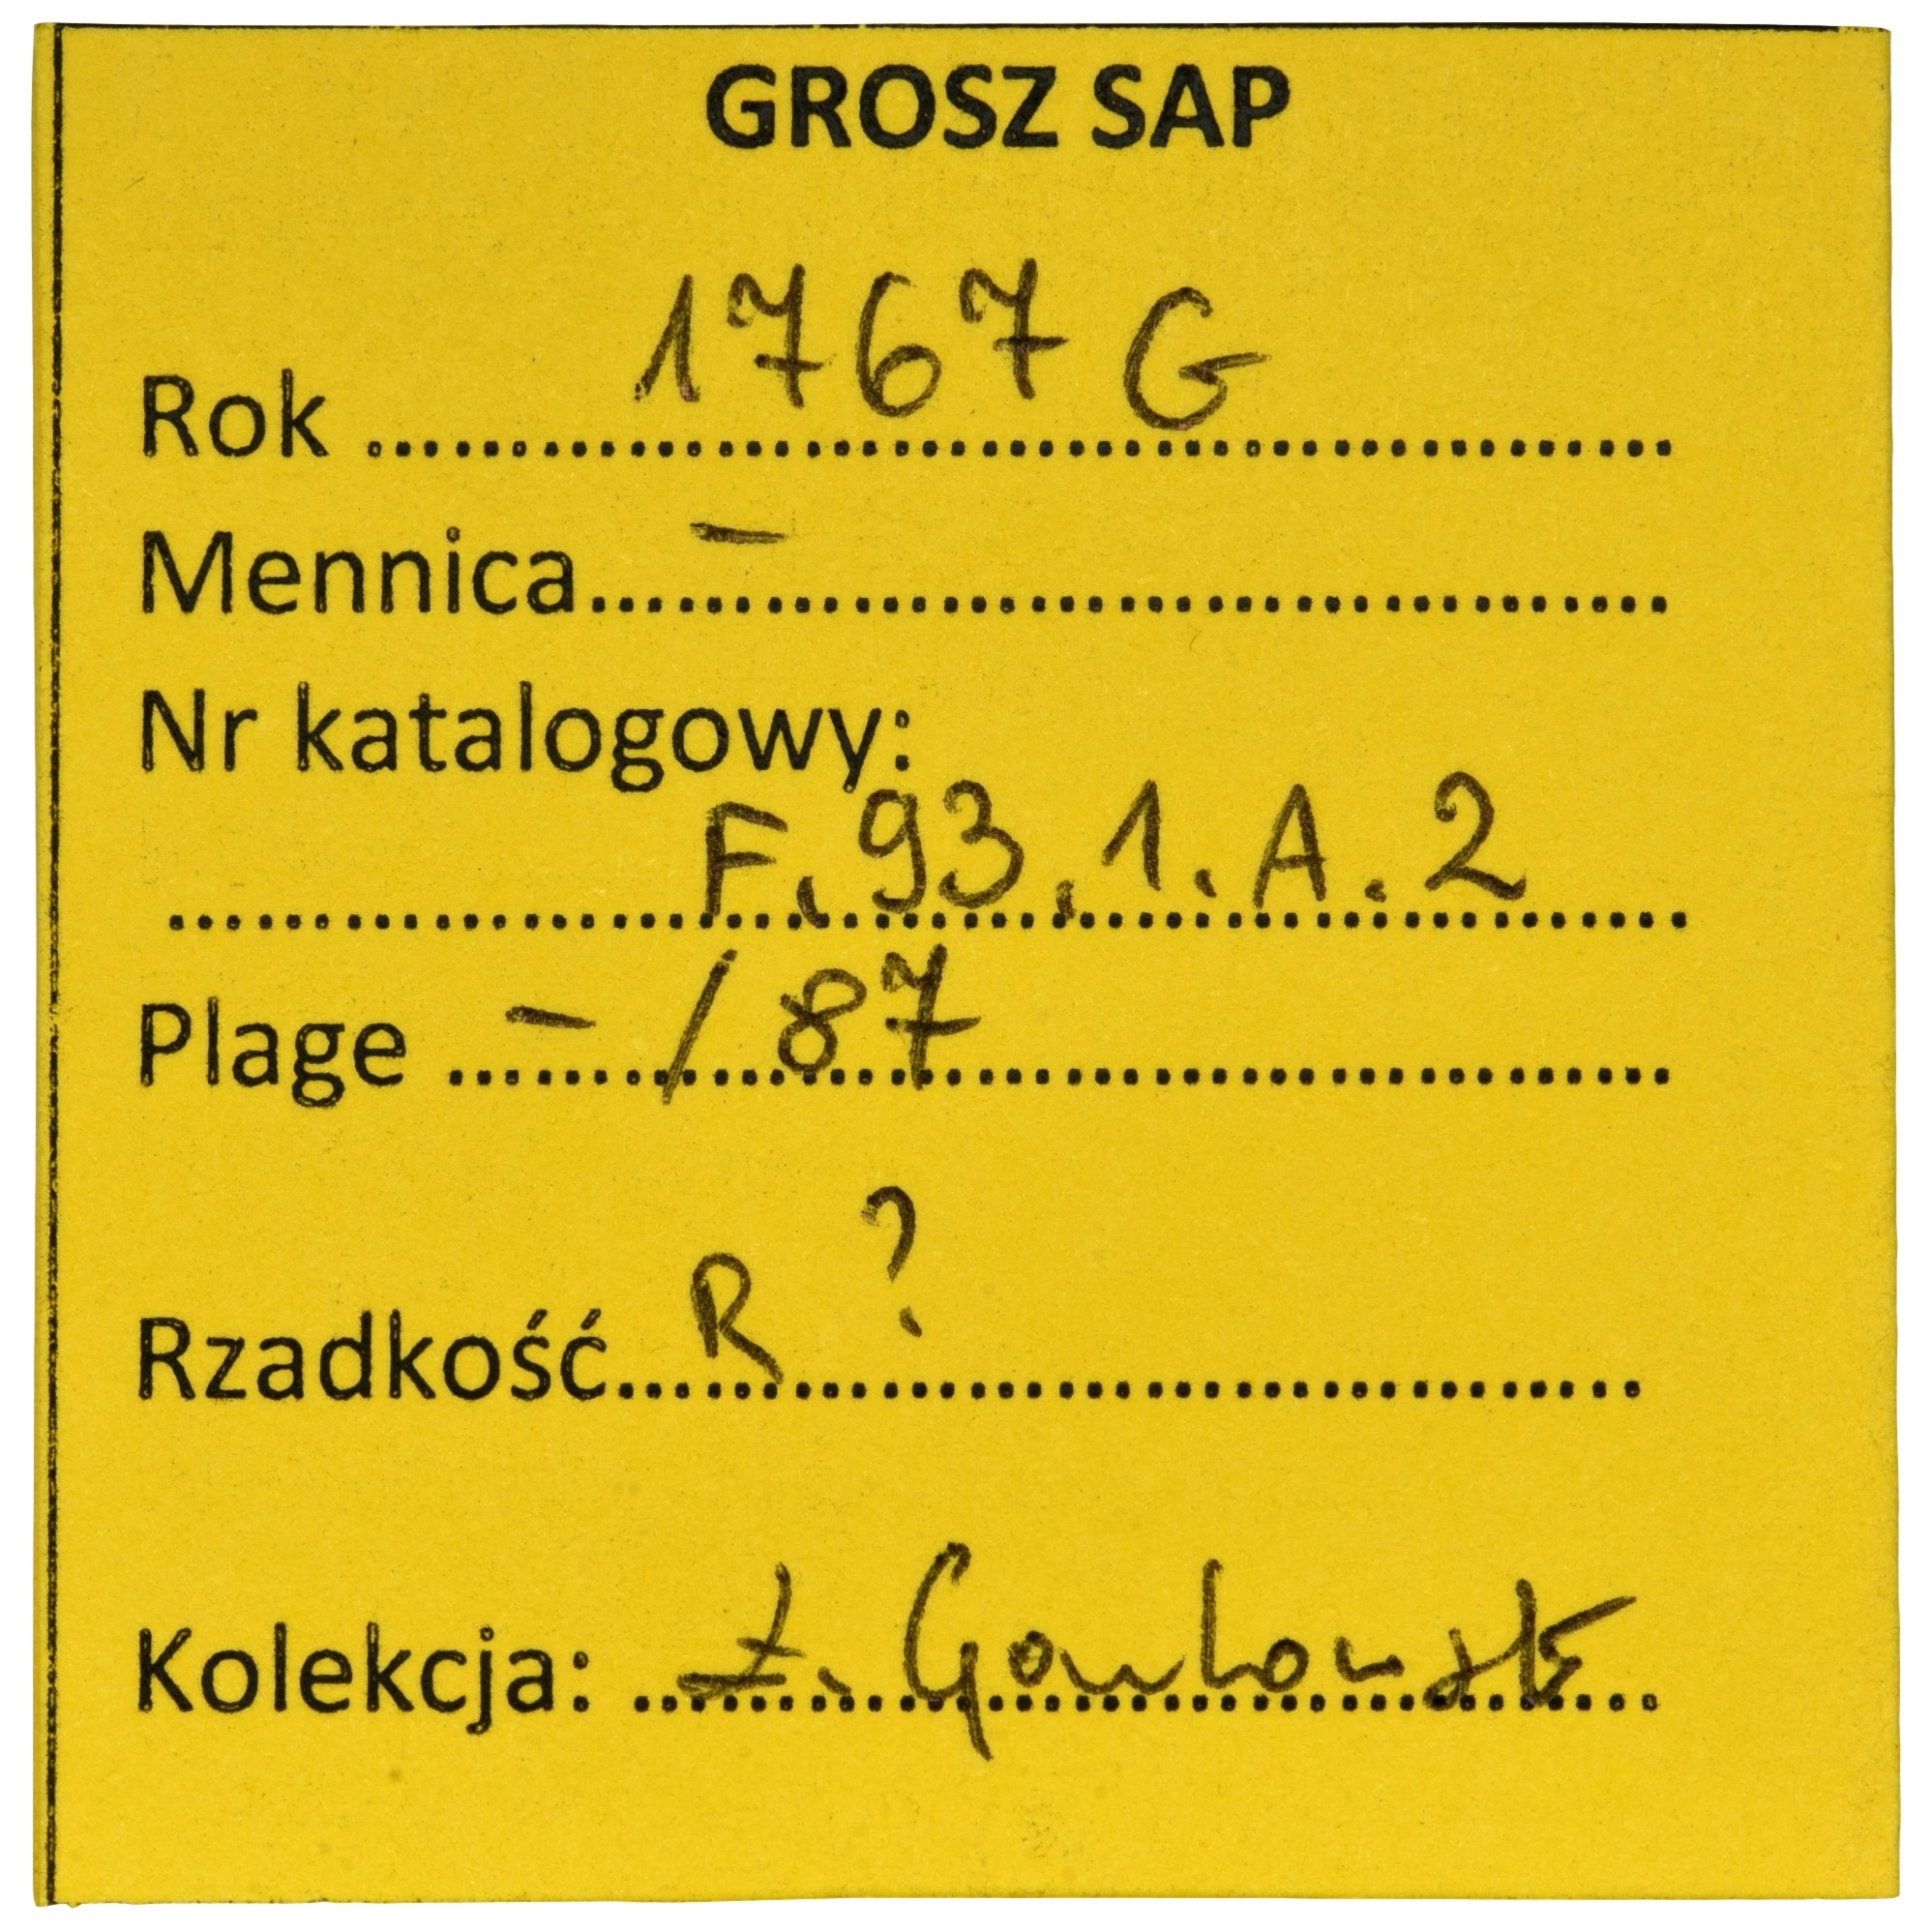 GROSZ SAP
Rok 1767 G
Mennica –
Nr katalogowy:
F. 93.1.A.2
Plage – / 87
Rzadkość R ?
Kolekcja: